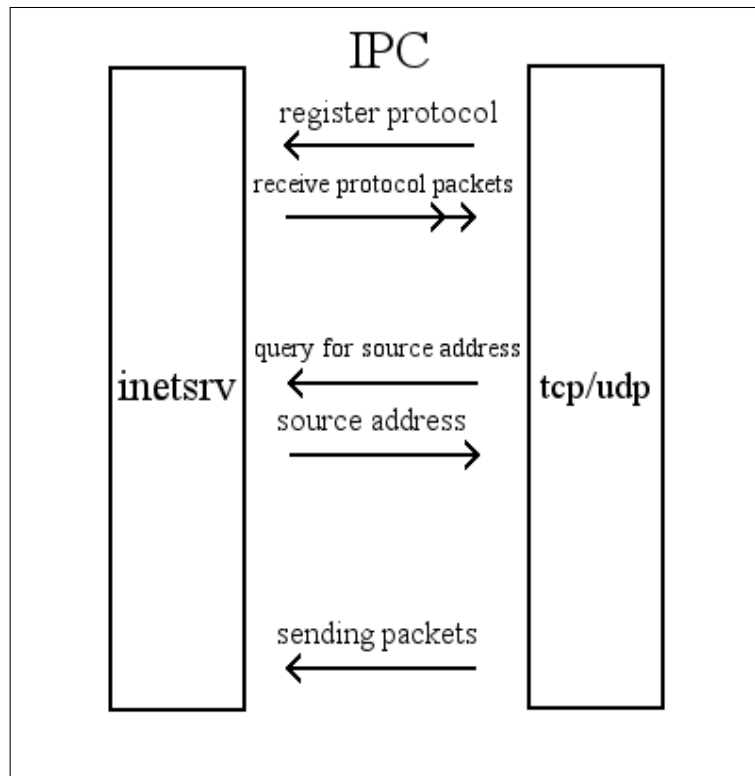 IPC
register protocol
receive protocol packets
query for source address
inetsrv
tcp/udp
source address
sending packets